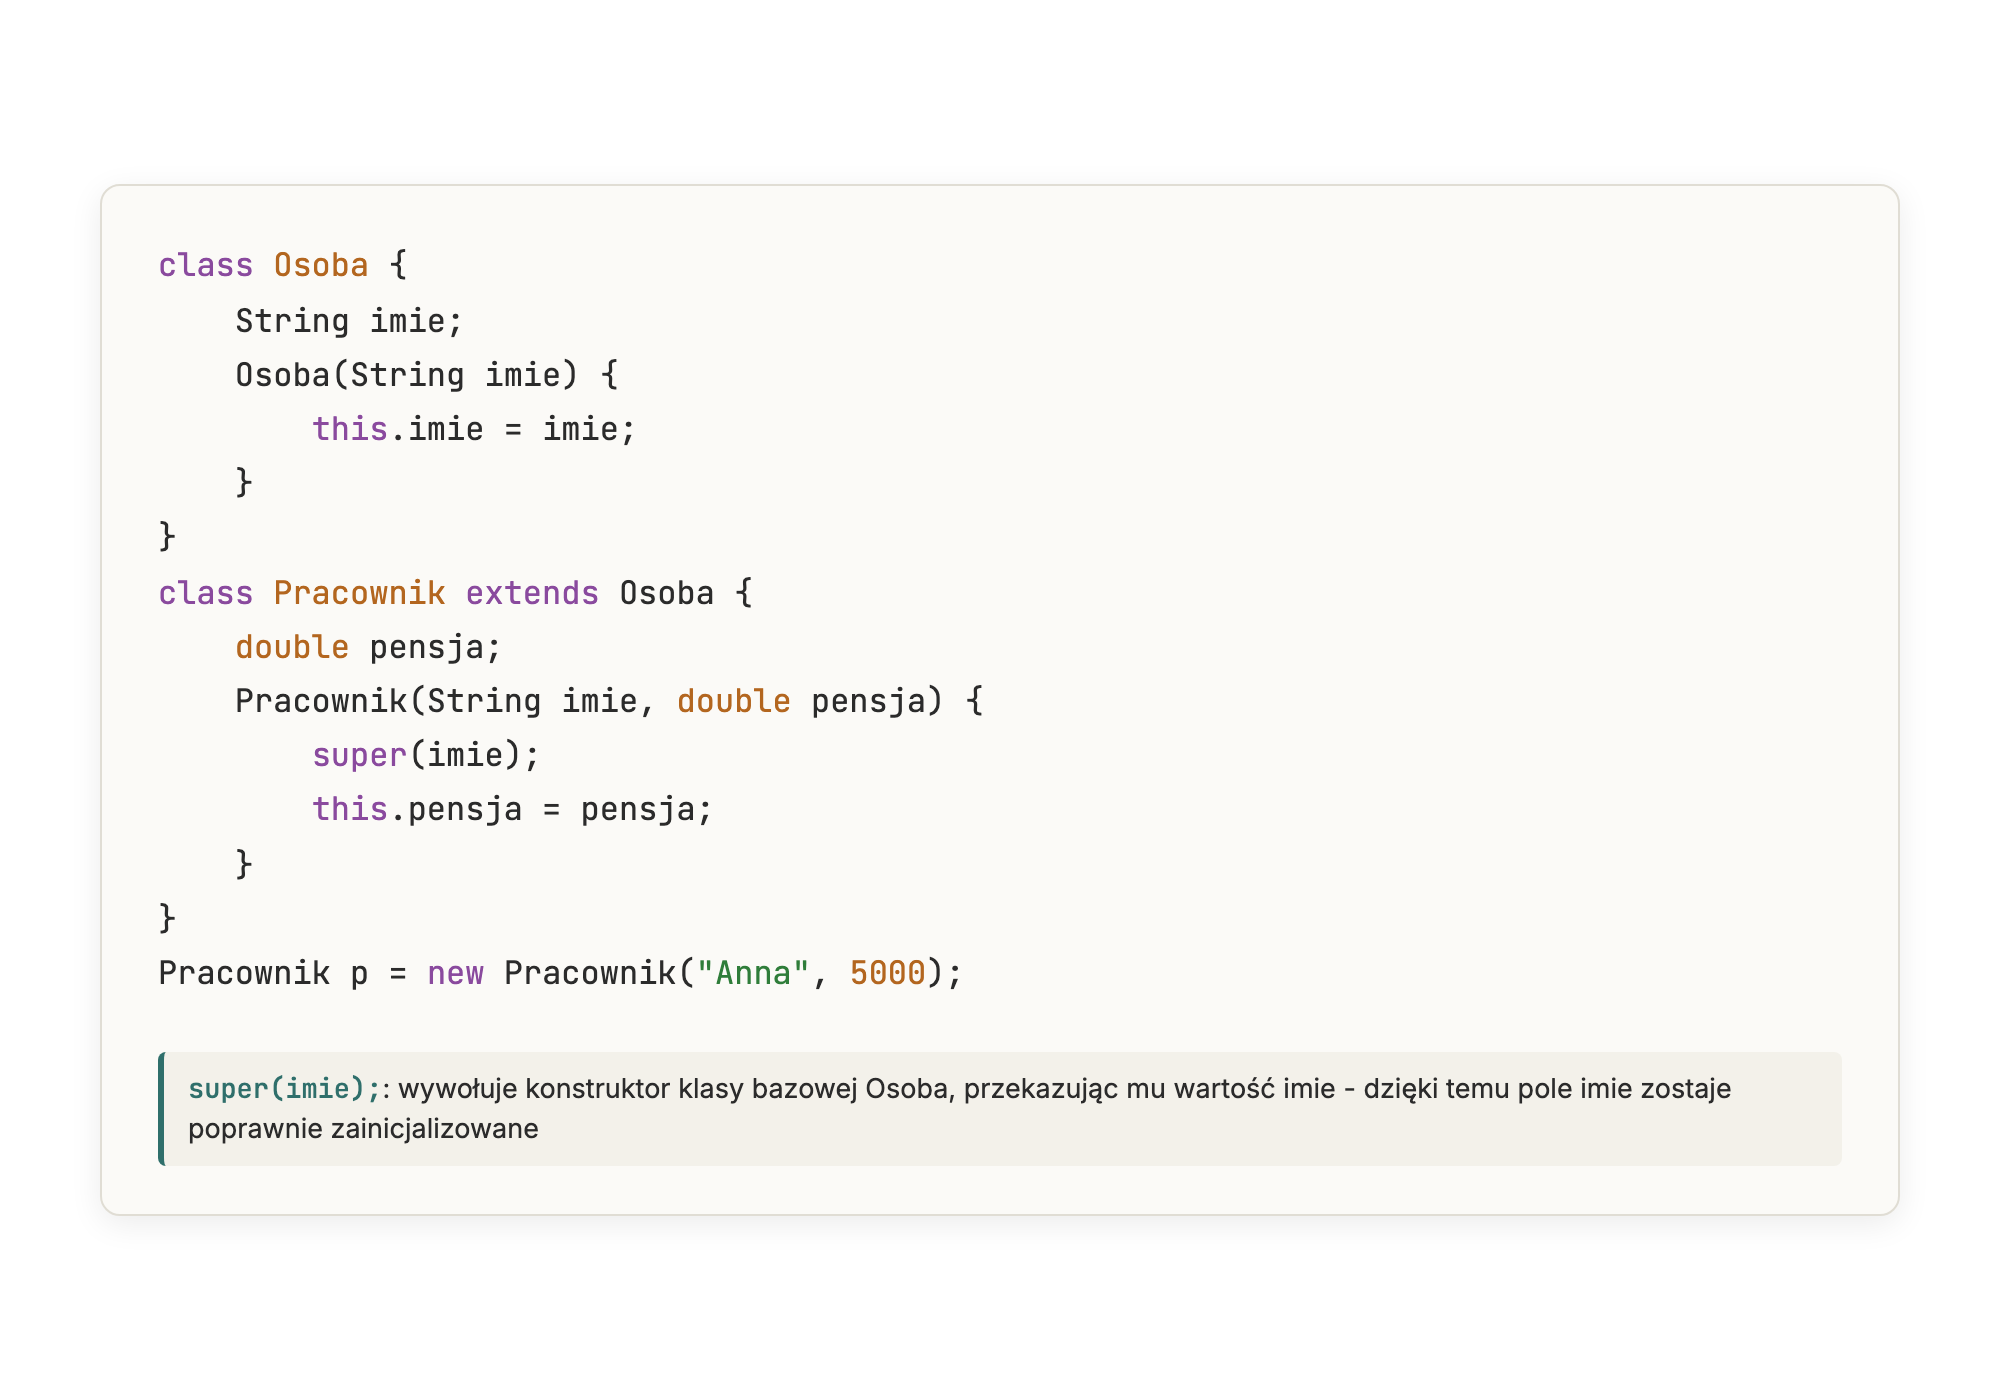 class Osoba {
    String imie;
    Osoba(String imie) {
        this.imie = imie;
    }
}
class Pracownik extends Osoba {
    double pensja;
    Pracownik(String imie, double pensja) {
        super(imie);
        this.pensja = pensja;
    }
}
Pracownik p = new Pracownik("Anna", 5000);
super(imie);: wywołuje konstruktor klasy bazowej Osoba, przekazując mu wartość imie - dzięki temu pole imie zostaje
poprawnie zainicjalizowane